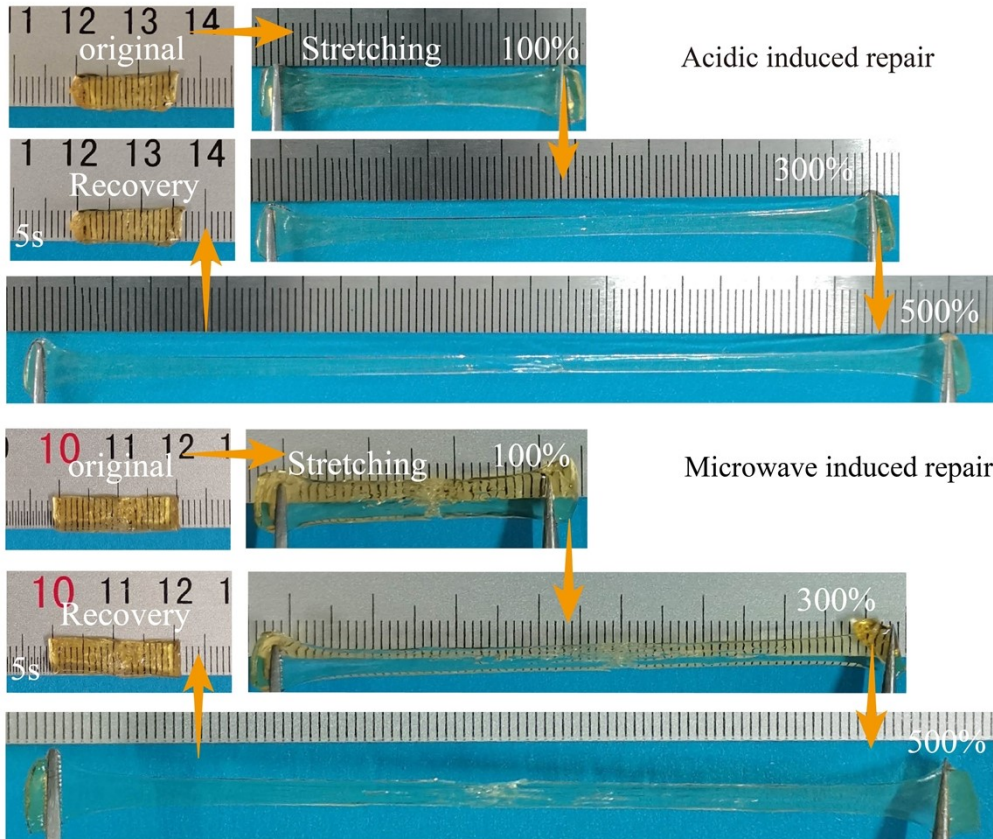 1 12 13 14
original
Stretching 100%
Acidic induced repair
1 12 13 14
Recovery
5s
300%
500%
10 11 12 1
original
Stretching 100%
Microwave induced repair
10 11 12 1
Recovery
5s
300%
500%